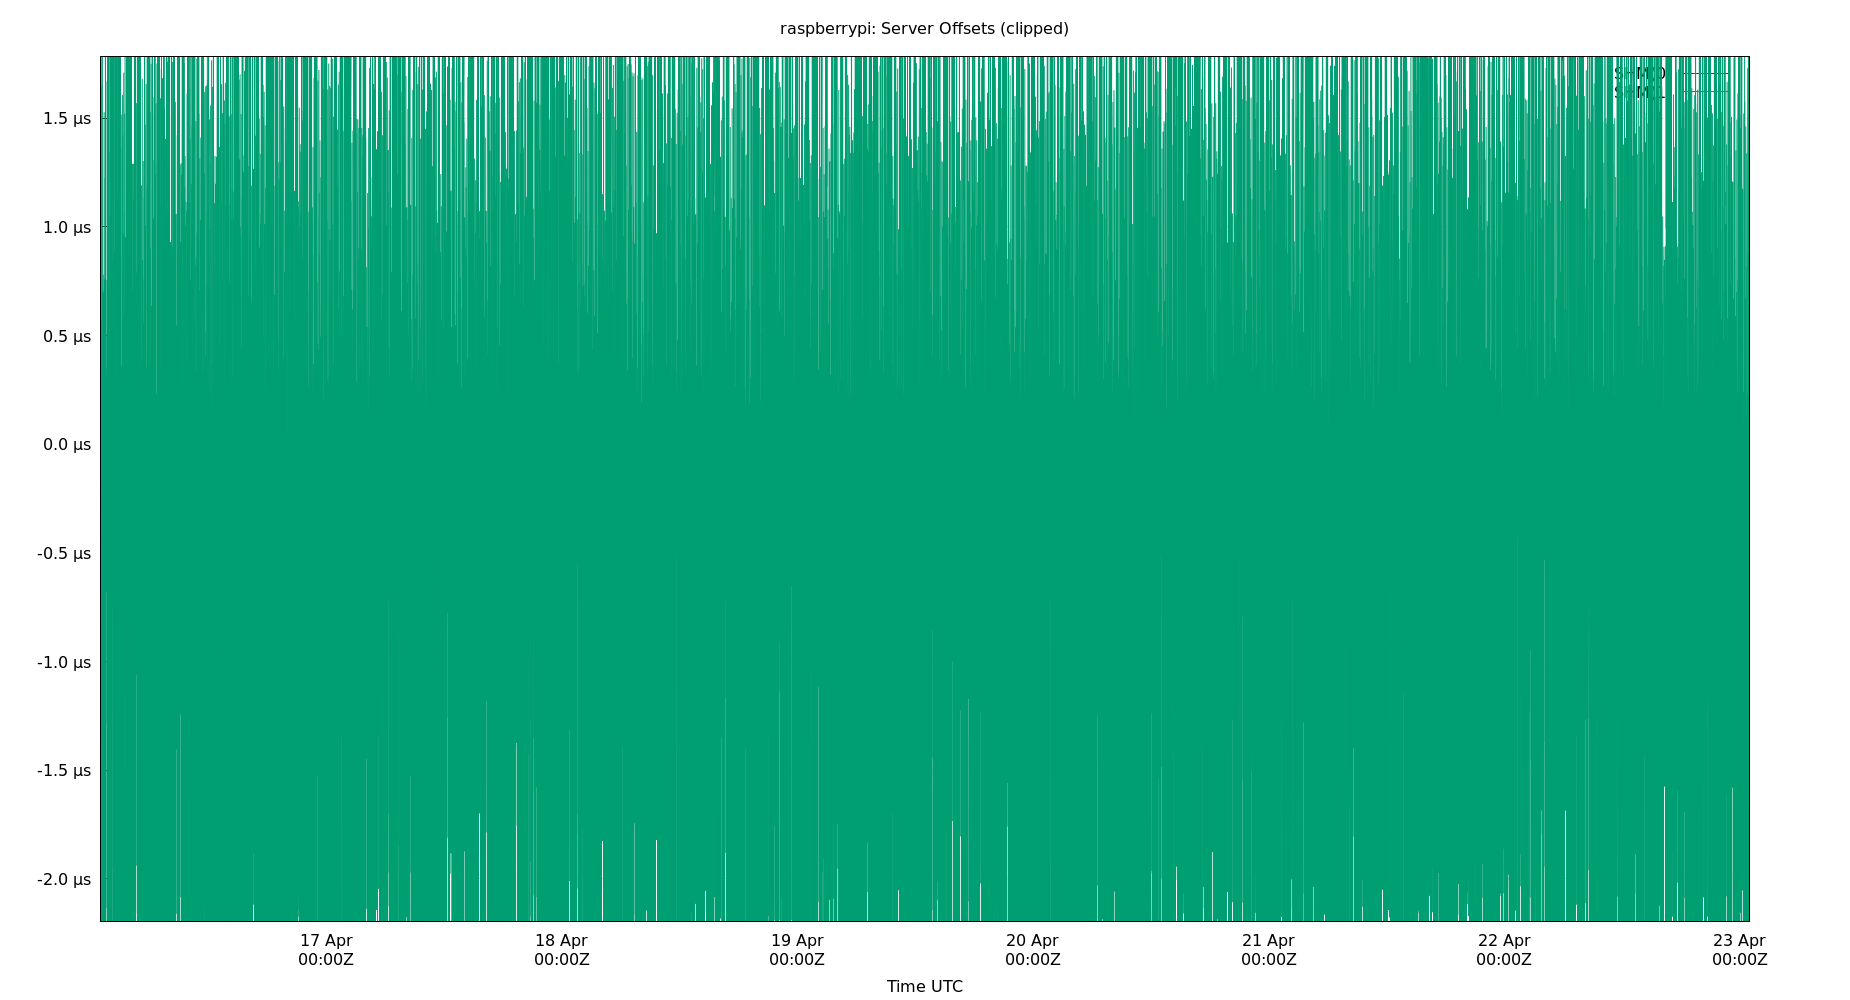 raspberrypi: Server Offsets (clipped)
1.5 µs
1.0 µs
0.5 µs
0.0 µs
-0.5 µs
-1.0 µs
-1.5 µs
-2.0 µs
17 Apr 18 Apr 19 Apr 20 Apr 21 Apr 22 Apr 23 Apr
00:00Z 00:00Z 00:00Z 00:00Z 00:00Z 00:00Z 00:00Z
Time UTC